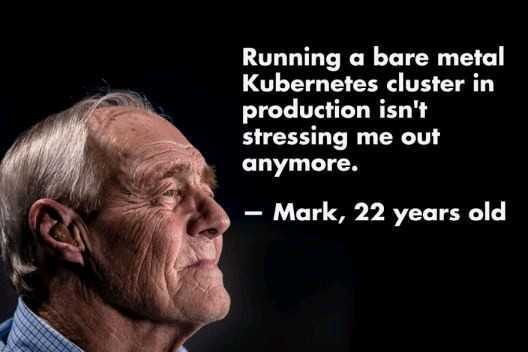 Running a bare metal
Kubernetes cluster in
production isn't
stressing me out
anymore.
— Mark, 22 years old